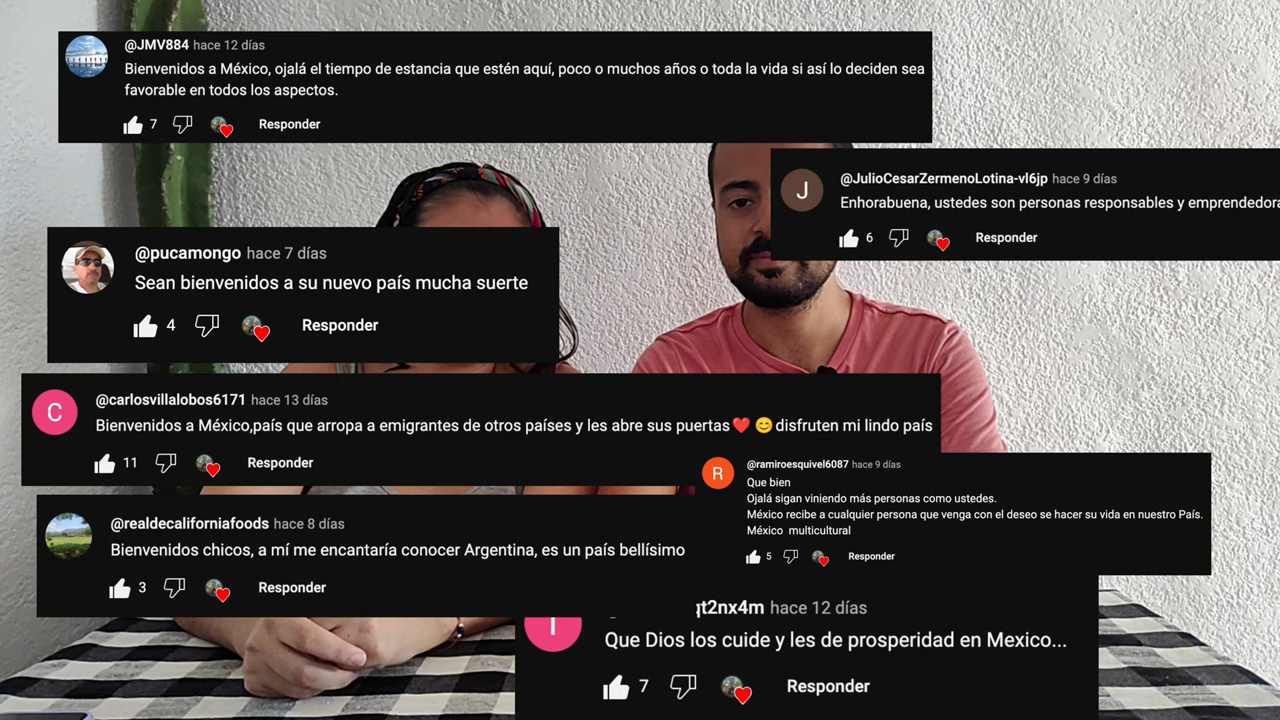 @JMV884 hace 12 días
Bienvenidos a México, ojalá el tiempo de estancia que estén aquí, poco o muchos años o toda la vida si así lo deciden sea
favorable en todos los aspectos.
7 Responder
J
@JulioCesarZermenoLotina-vl6jp hace 9 días
Enhorabuena, ustedes son personas responsables y
6 Responder
@pucamongo hace 7 días
Sean bienvenidos a su nuevo país mucha suerte
4 Responder
C
@carlosvillalobos6171 hace 13 días
Bienvenidos a México,país que arropa a emigrantes de otros países y les abre sus puertas❤️ 😊disfruten mi lindo país
11 Responder
R
@ramiroesquivel6087 hace 9 días
Que bien
Ojalá sigan viniendo más personas como ustedes.
México recibe a cualquier persona que venga con el deseo se hacer su vida en nuestro País.
México multicultural
5 Responder
@realdecaliforniafoods hace 8 días
Bienvenidos chicos, a mí me encantaría conocer Argentina, es un país bellísimo
3 Responder
hace 12 días
Que Dios los cuide y les de prosperidad en Mexico...
7 Responder